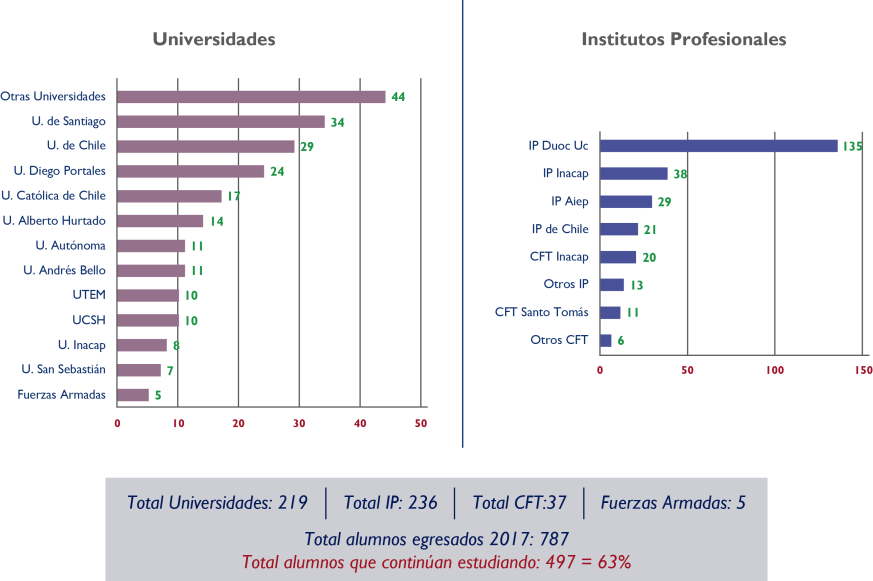 Universidades
Otras Universidades 44
U. de Santiago 34
U. de Chile 29
U. Diego Portales 24
U. Católica de Chile 17
U. Alberto Hurtado 14
U. Autónoma 11
U. Andrés Bello 11
UTEM 10
UCSH 10
U. Inacap 8
U. San Sebastián 7
Fuerzas Armadas 5
0 10 20 30 40 50
Institutos Profesionales
IP Duoc Uc 135
IP Inacap 38
IP Aiep 29
IP de Chile 21
CFT Inacap 20
Otros IP 13
CFT Santo Tomás 11
Otros CFT 6
0 50 100 150
Total Universidades: 219 Total IP: 236 Total CFT:37 Fuerzas Armadas: 5
Total alumnos egresados 2017: 787
Total alumnos que continúan estudiando: 497 = 63%